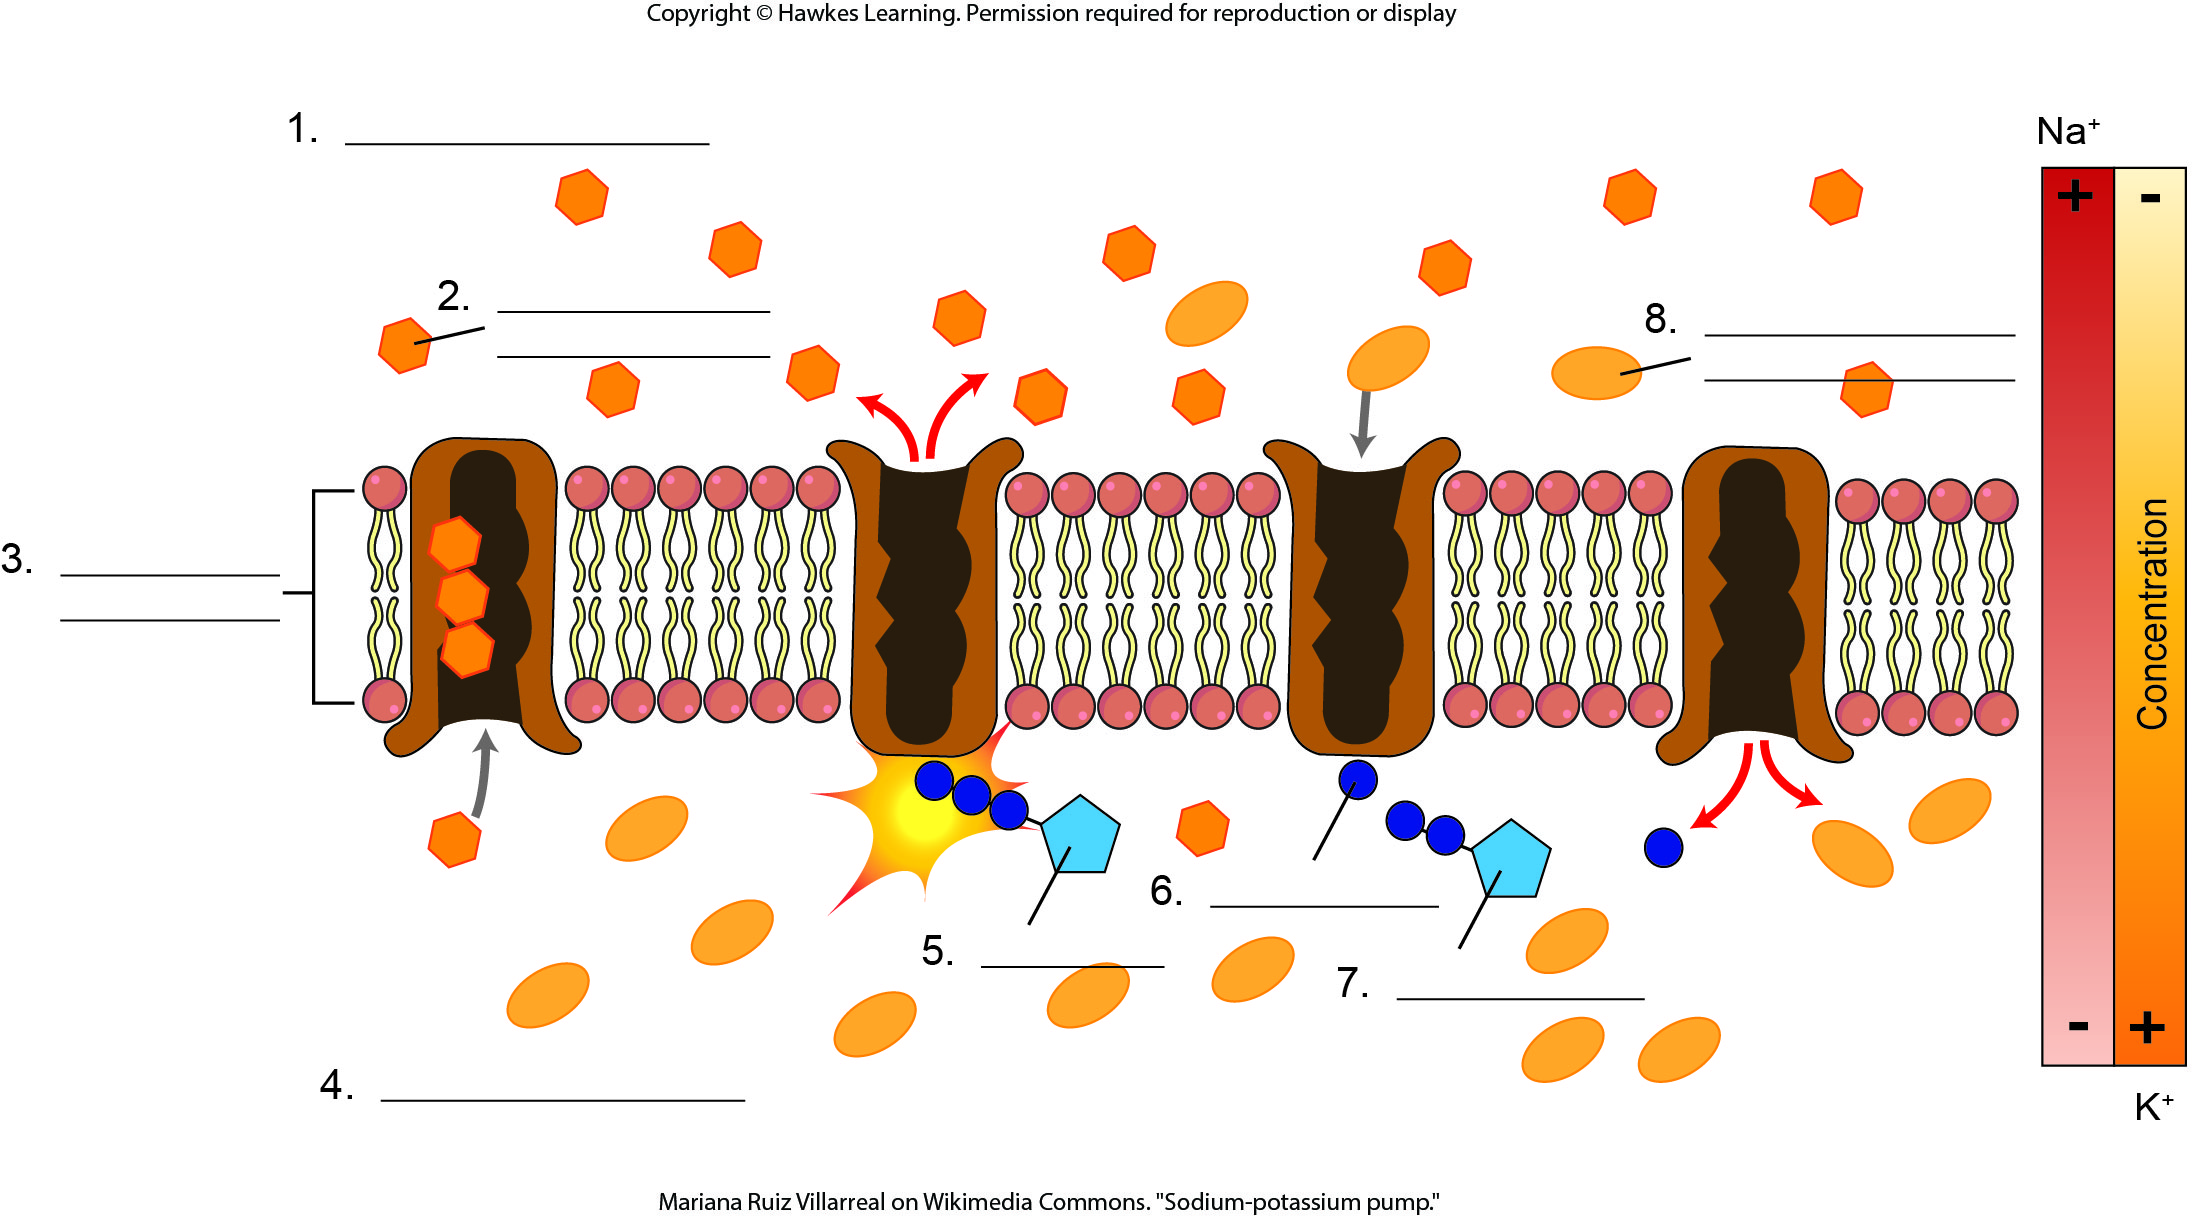 Copyright © Hawkes Learning. Permission required for reproduction or display
1.
Na⁺
+ -
2.
8.
3.
Concentration
6.
5.
7.
- +
4.
K⁺
Mariana Ruiz Villarreal on Wikimedia Commons. "Sodium-potassium pump."